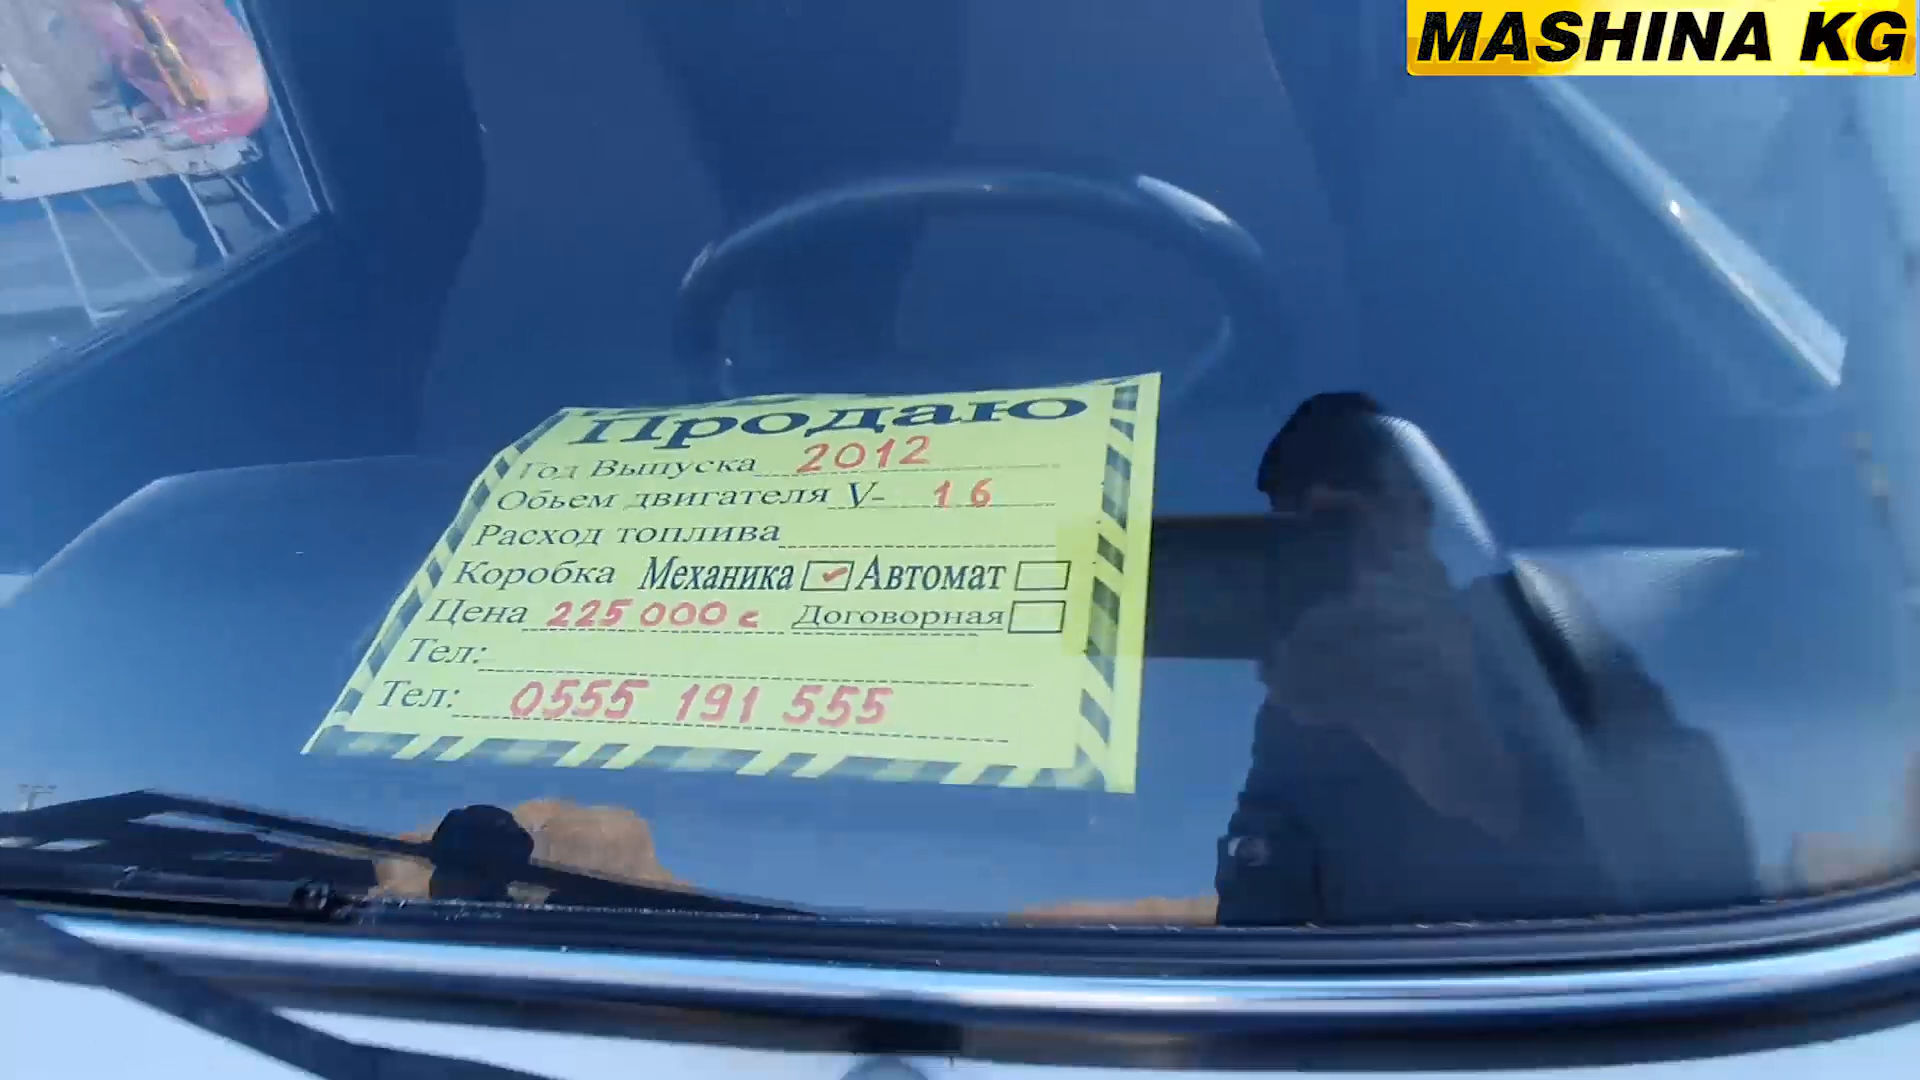 MASHINA KG
Продаю
Год Выпуска 2012
Обьем двигателя V- 1 6
Расход топлива
Коробка Механика ✓ Автомат
Цена 225 000 с Договорная
Тел:
Тел: 0555 191 555